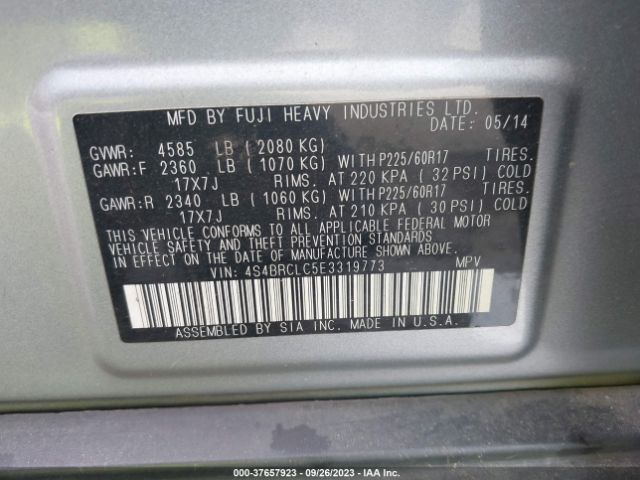 MFD BY FUJI HEAVY INDUSTRIES LTD.
DATE: 05/14
GVWR: 4585 LB ( 2080 KG)
GAWR:F 2360 LB ( 1070 KG) WITH P225/60R17 TIRES.
17X7J RIMS. AT 220 KPA ( 32 PSI) COLD
GAWR:R 2340 LB ( 1060 KG) WITH P225/60R17 TIRES.
17X7J RIMS. AT 210 KPA ( 30 PSI) COLD
THIS VEHICLE CONFORMS TO ALL APPLICABLE FEDERAL MOTOR
VEHICLE SAFETY AND THEFT PREVENTION STANDARDS
IN EFFECT ON THE DATE OF MANUFACTURE SHOWN ABOVE.
VIN: 4S4BRCLC5E3319773 MPV
ASSEMBLED BY SIA INC. MADE IN U.S.A.
000-37657923 - 09/26/2023 - IAA Inc.